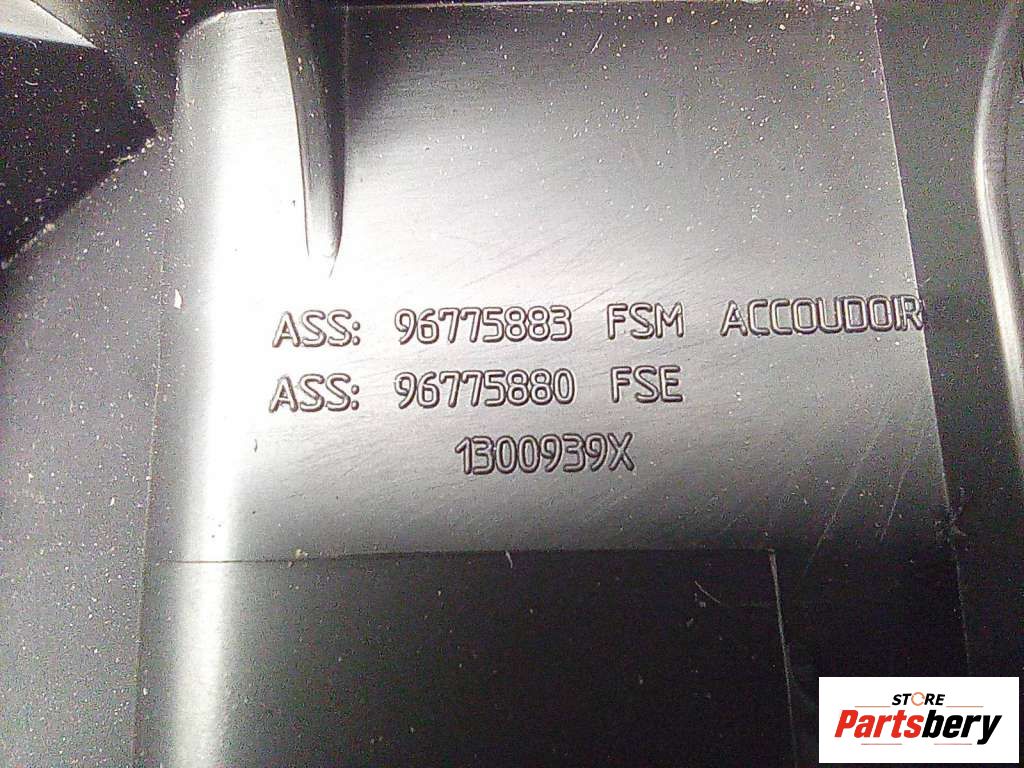 ASS: 96775883 FSM ACCOUDOIR
ASS: 96775880 FSE
1300939X
STORE
Partsbery